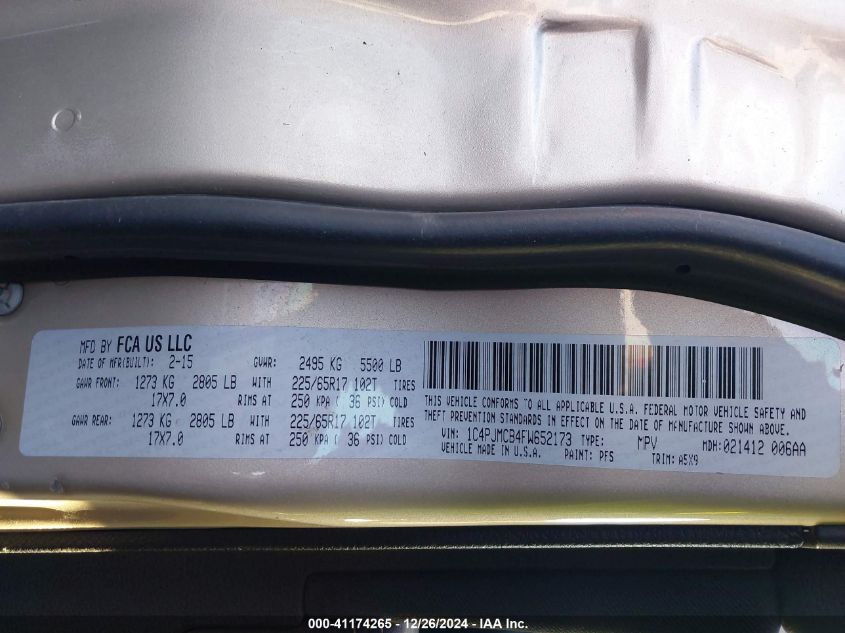 MFD BY FCA US LLC
DATE OF MFR(BUILT): 2-15 GVWR: 2495 KG 5500 LB
GAWR FRONT: 1273 KG 2805 LB WITH 225/65R17 102T TIRES
17X7.0 RIMS AT 250 KPA ( 36 PSI) COLD
GAWR REAR: 1273 KG 2805 LB WITH 225/65R17 102T TIRES
17X7.0 RIMS AT 250 KPA ( 36 PSI) COLD
THIS VEHICLE CONFORMS TO ALL APPLICABLE U.S.A. FEDERAL MOTOR VEHICLE SAFETY AND
THEFT PREVENTION STANDARDS IN EFFECT ON THE DATE OF MANUFACTURE SHOWN ABOVE.
VIN: 1C4PJMCB4FW652173 TYPE: MPV MDH:021412 006AA
VEHICLE MADE IN U.S.A. PAINT: PFS TRIM: A5X9
000-41174265 - 12/26/2024 - IAA Inc.